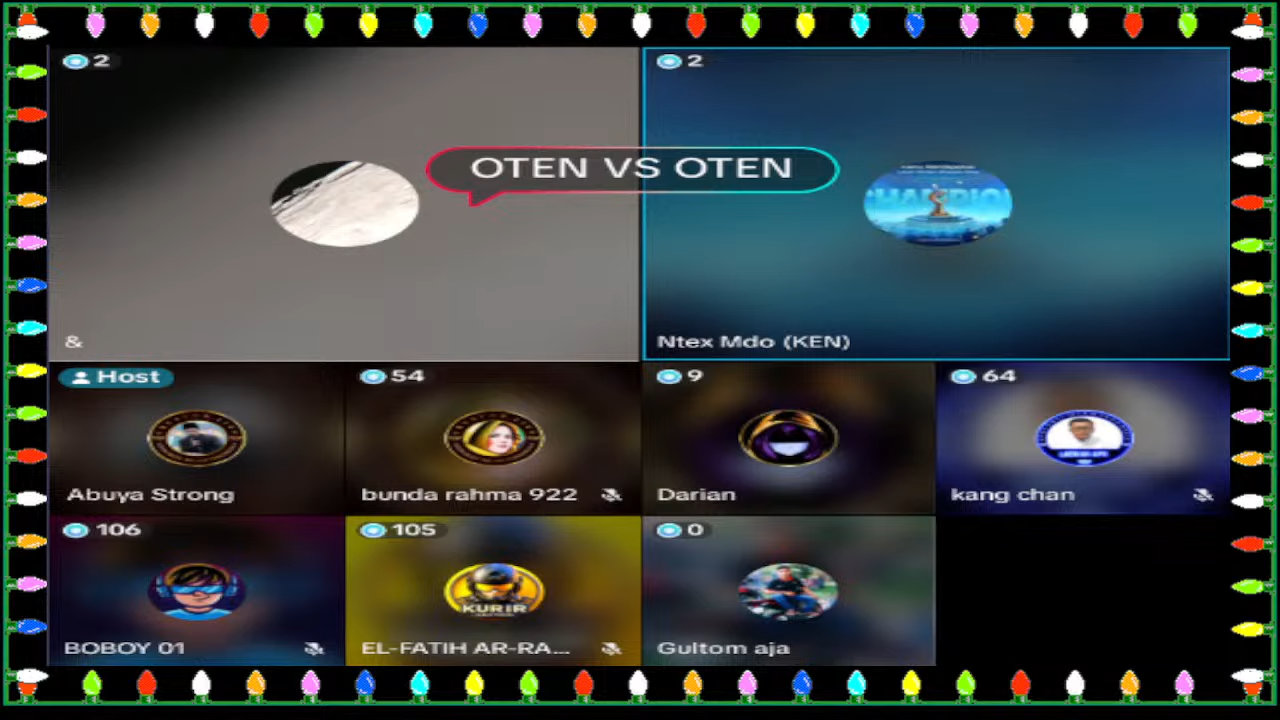 2
2
OTEN VS OTEN
&
Ntex Mdo (KEN)
Host
54
9
64
Abuya Strong
bunda rahma 922
Darian
kang chan
106
105
0
KURIR
BOBOY 01
EL-FATIH AR-RA...
Gultom aja